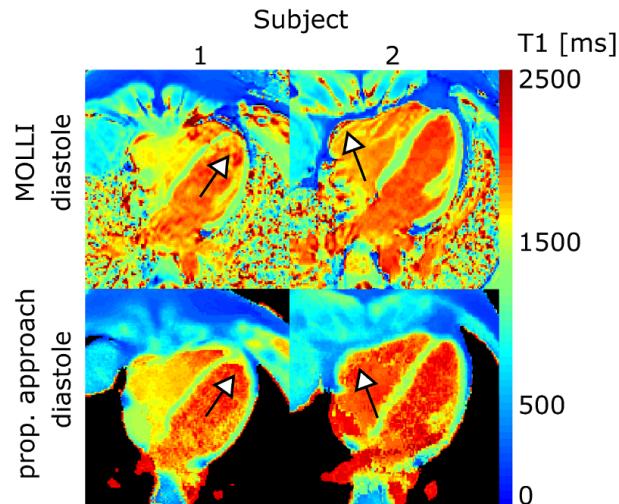 Subject
1 2
T1 [ms]
MOLLI
diastole
prop. approach
diastole
2500
1500
500
0